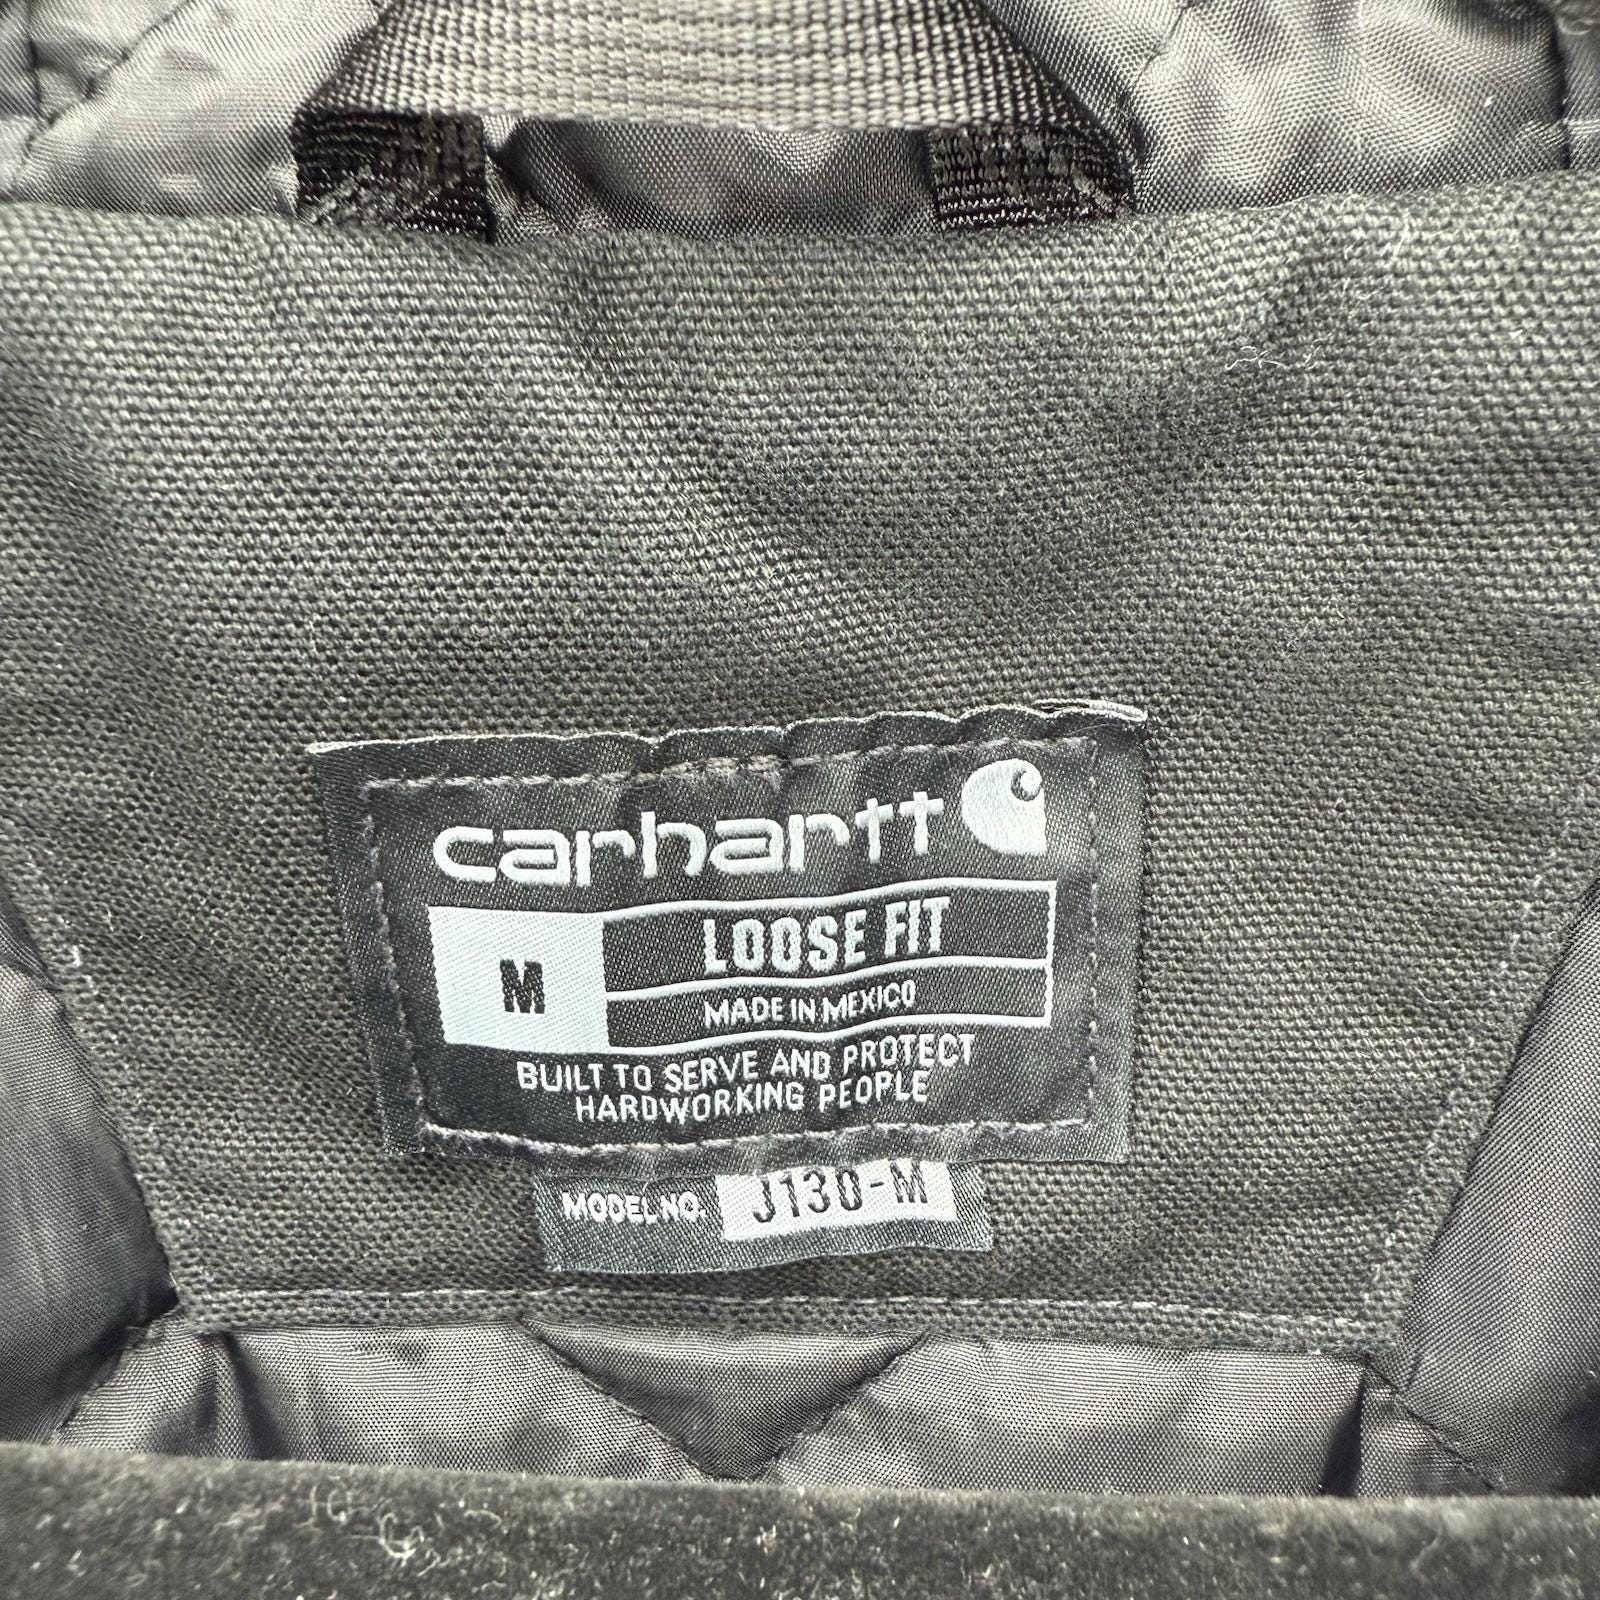 carhartt
M
LOOSE FIT
MADE IN MEXICO
BUILT TO SERVE AND PROTECT
HARDWORKING PEOPLE
MODEL NO. J130-M